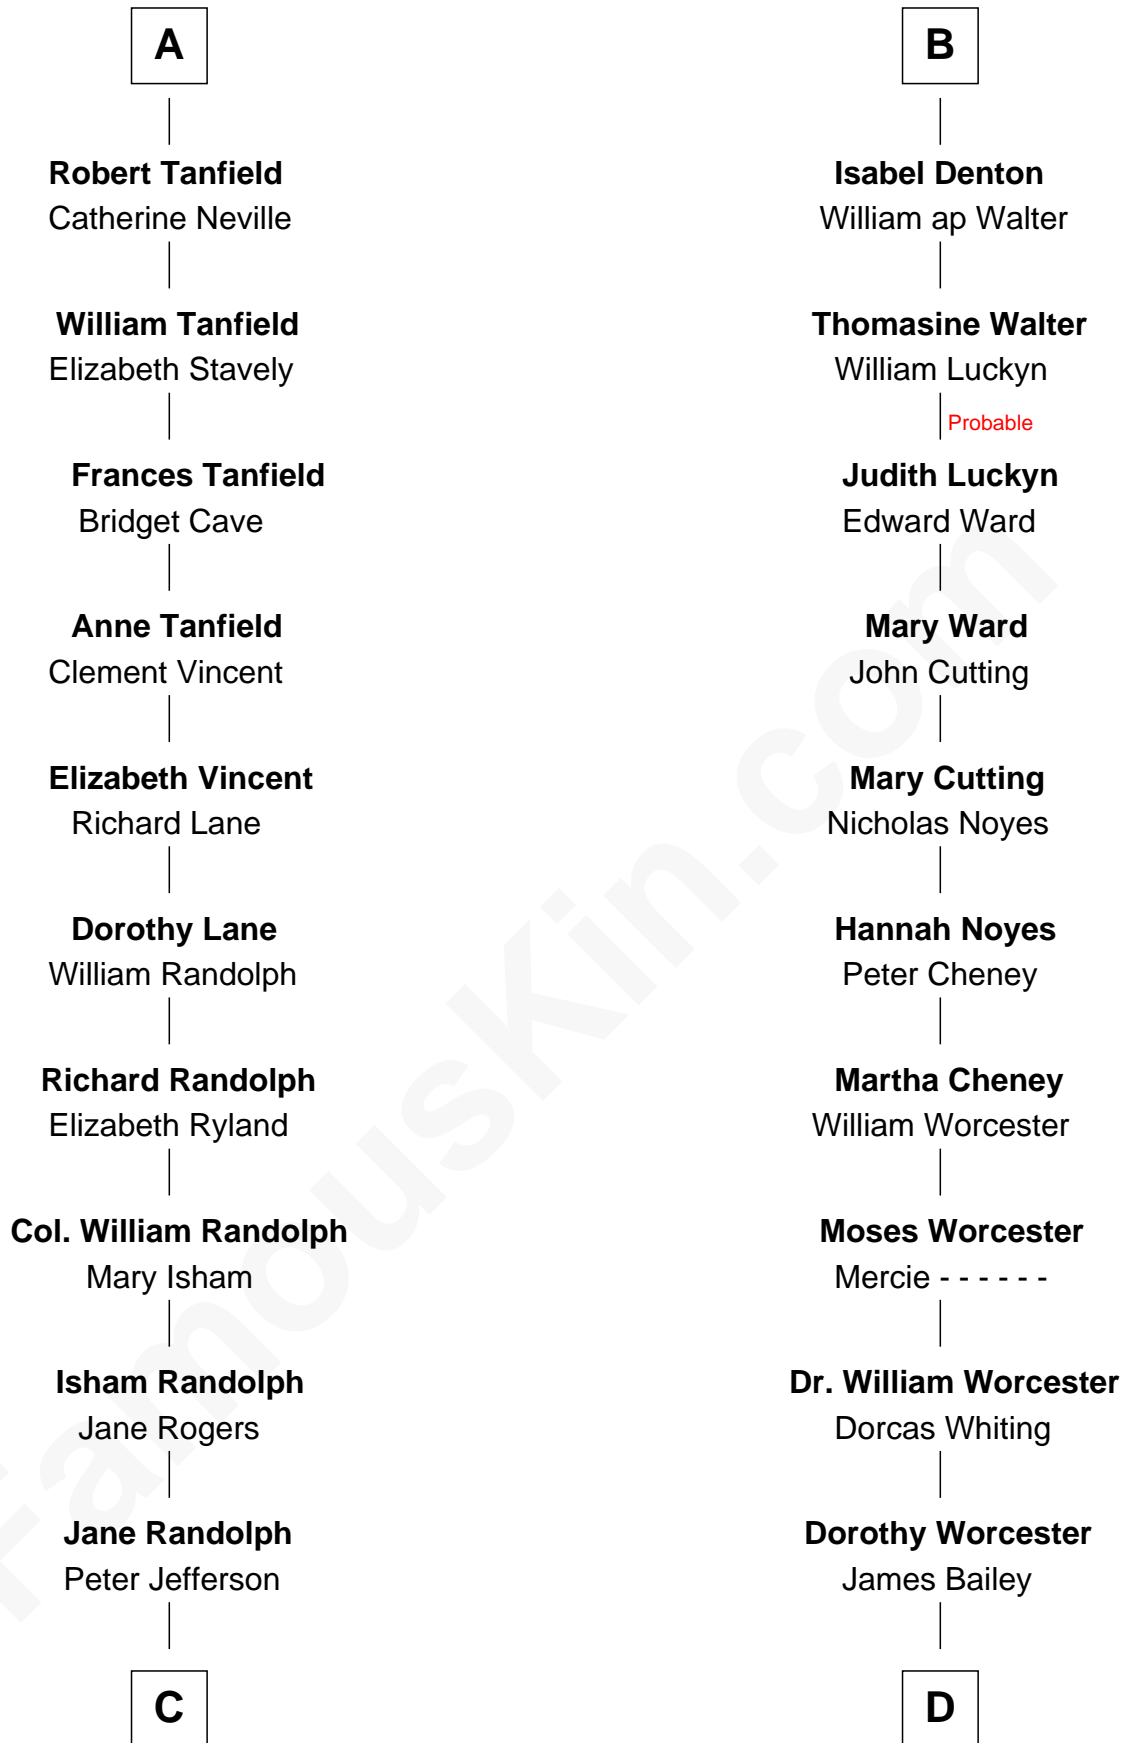 A
Robert Tanfield
Catherine Neville
William Tanfield
Elizabeth Stavely
Frances Tanfield
Bridget Cave
Anne Tanfield
Clement Vincent
Elizabeth Vincent
Richard Lane
Dorothy Lane
William Randolph
Richard Randolph
Elizabeth Ryland
Col. William Randolph
Mary Isham
Isham Randolph
Jane Rogers
Jane Randolph
Peter Jefferson
C
B
Isabel Denton
William ap Walter
Thomasine Walter
William Luckyn
Probable
Judith Luckyn
Edward Ward
Mary Ward
John Cutting
Mary Cutting
Nicholas Noyes
Hannah Noyes
Peter Cheney
Martha Cheney
William Worcester
Moses Worcester
Mercie - - - - - -
Dr. William Worcester
Dorcas Whiting
Dorothy Worcester
James Bailey
D
FamousKin.com